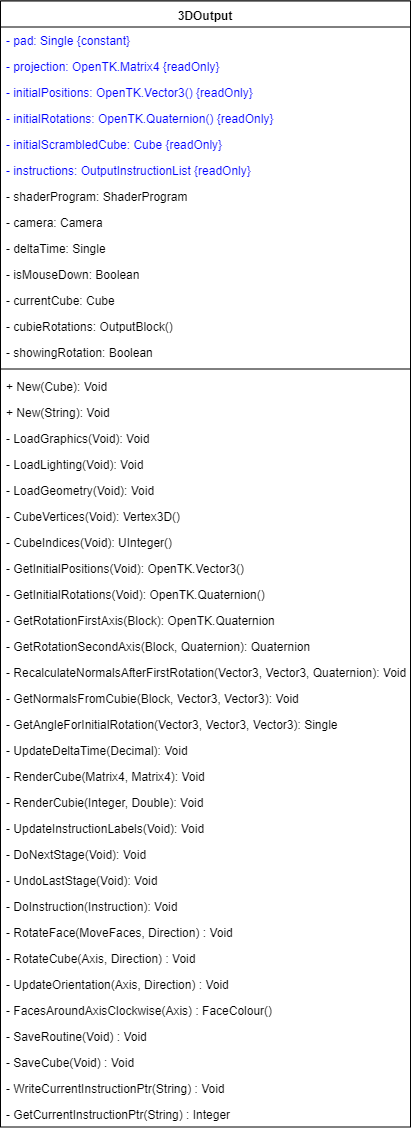 3DOutput
- pad: Single {constant}
- projection: OpenTK.Matrix4 {readOnly}
- initialPositions: OpenTK.Vector3() {readOnly}
- initialRotations: OpenTK.Quaternion() {readOnly}
- initialScrambledCube: Cube {readOnly}
- instructions: OutputInstructionList {readOnly}
- shaderProgram: ShaderProgram
- camera: Camera
- deltaTime: Single
- isMouseDown: Boolean
- currentCube: Cube
- cubieRotations: OutputBlock()
- showingRotation: Boolean
+ New(Cube): Void
+ New(String): Void
- LoadGraphics(Void): Void
- LoadLighting(Void): Void
- LoadGeometry(Void): Void
- CubeVertices(Void): Vertex3D()
- CubeIndices(Void): UInteger()
- GetInitialPositions(Void): OpenTK.Vector3()
- GetInitialRotations(Void): OpenTK.Quaternion()
- GetRotationFirstAxis(Block): OpenTK.Quaternion
- GetRotationSecondAxis(Block, Quaternion): Quaternion
- RecalculateNormalsAfterFirstRotation(Vector3, Vector3, Quaternion): Void
- GetNormalsFromCubie(Block, Vector3, Vector3): Void
- GetAngleForInitialRotation(Vector3, Vector3, Vector3): Single
- UpdateDeltaTime(Decimal): Void
- RenderCube(Matrix4, Matrix4): Void
- RenderCubie(Integer, Double): Void
- UpdateInstructionLabels(Void): Void
- DoNextStage(Void): Void
- UndoLastStage(Void): Void
- DoInstruction(Instruction): Void
- RotateFace(MoveFaces, Direction) : Void
- RotateCube(Axis, Direction) : Void
- UpdateOrientation(Axis, Direction) : Void
- FacesAroundAxisClockwise(Axis) : FaceColour()
- SaveRoutine(Void) : Void
- SaveCube(Void) : Void
- WriteCurrentInstructionPtr(String) : Void
- GetCurrentInstructionPtr(String) : Integer